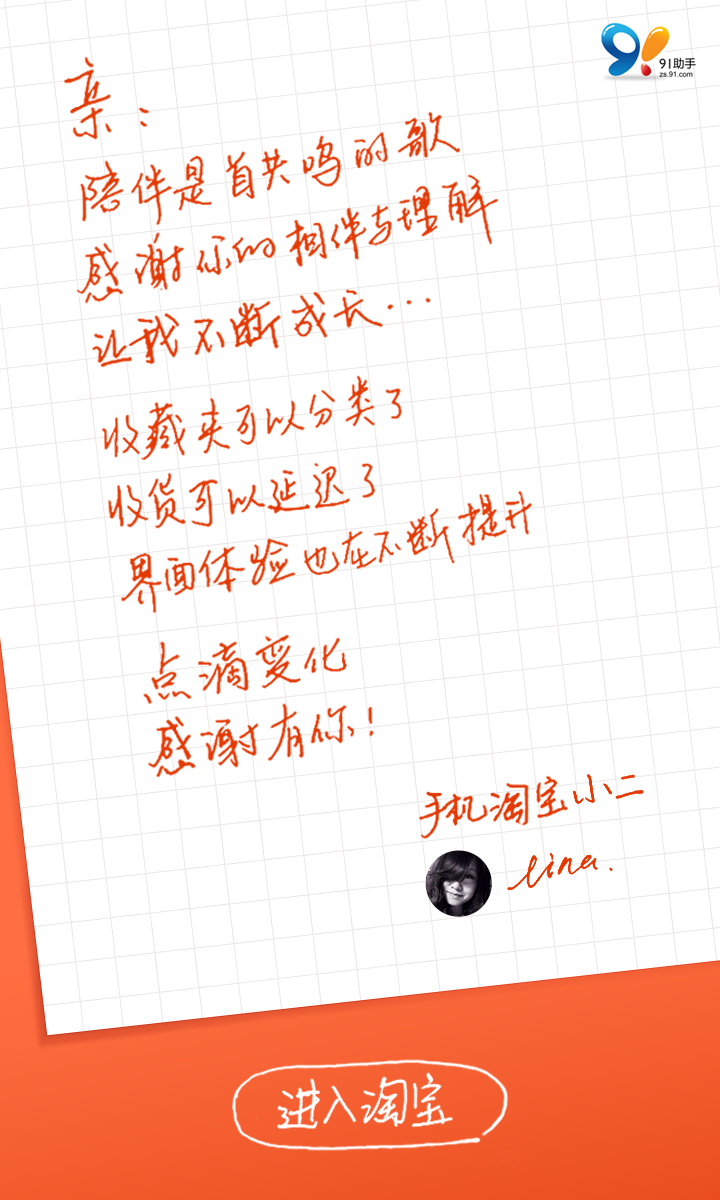 91助手
zs.91.com
亲：
陪伴是首共鸣的歌
感谢你的相伴与理解
让我不断成长...
收藏夹可以分类了
收货可以延迟了
界面体验也在不断提升
点滴变化
感谢有你!
手机淘宝小二
lina.
进入淘宝